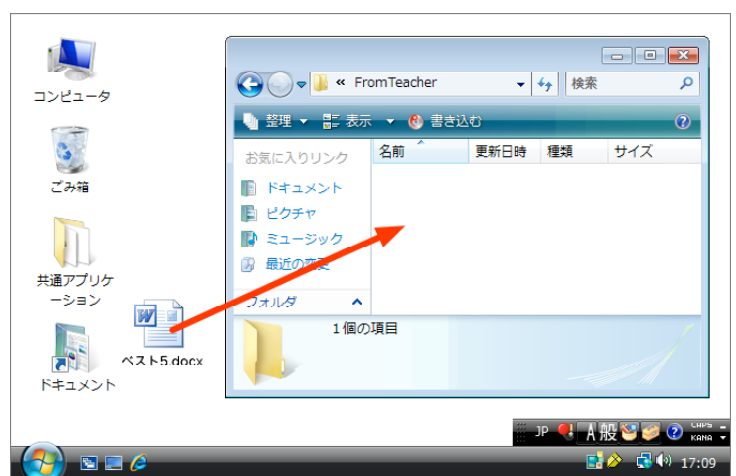 コンピュータ
ごみ箱
共通アプリケ
ーション
ドキュメント
ベスト5.docx
« FromTeacher
検索
整理 表示 書き込む
お気に入りリンク
ドキュメント
ピクチャ
ミュージック
最近の変更
フォルダ
名前 更新日時 種類 サイズ
1個の項目
JP A 般 CAPS
KANA
17:09